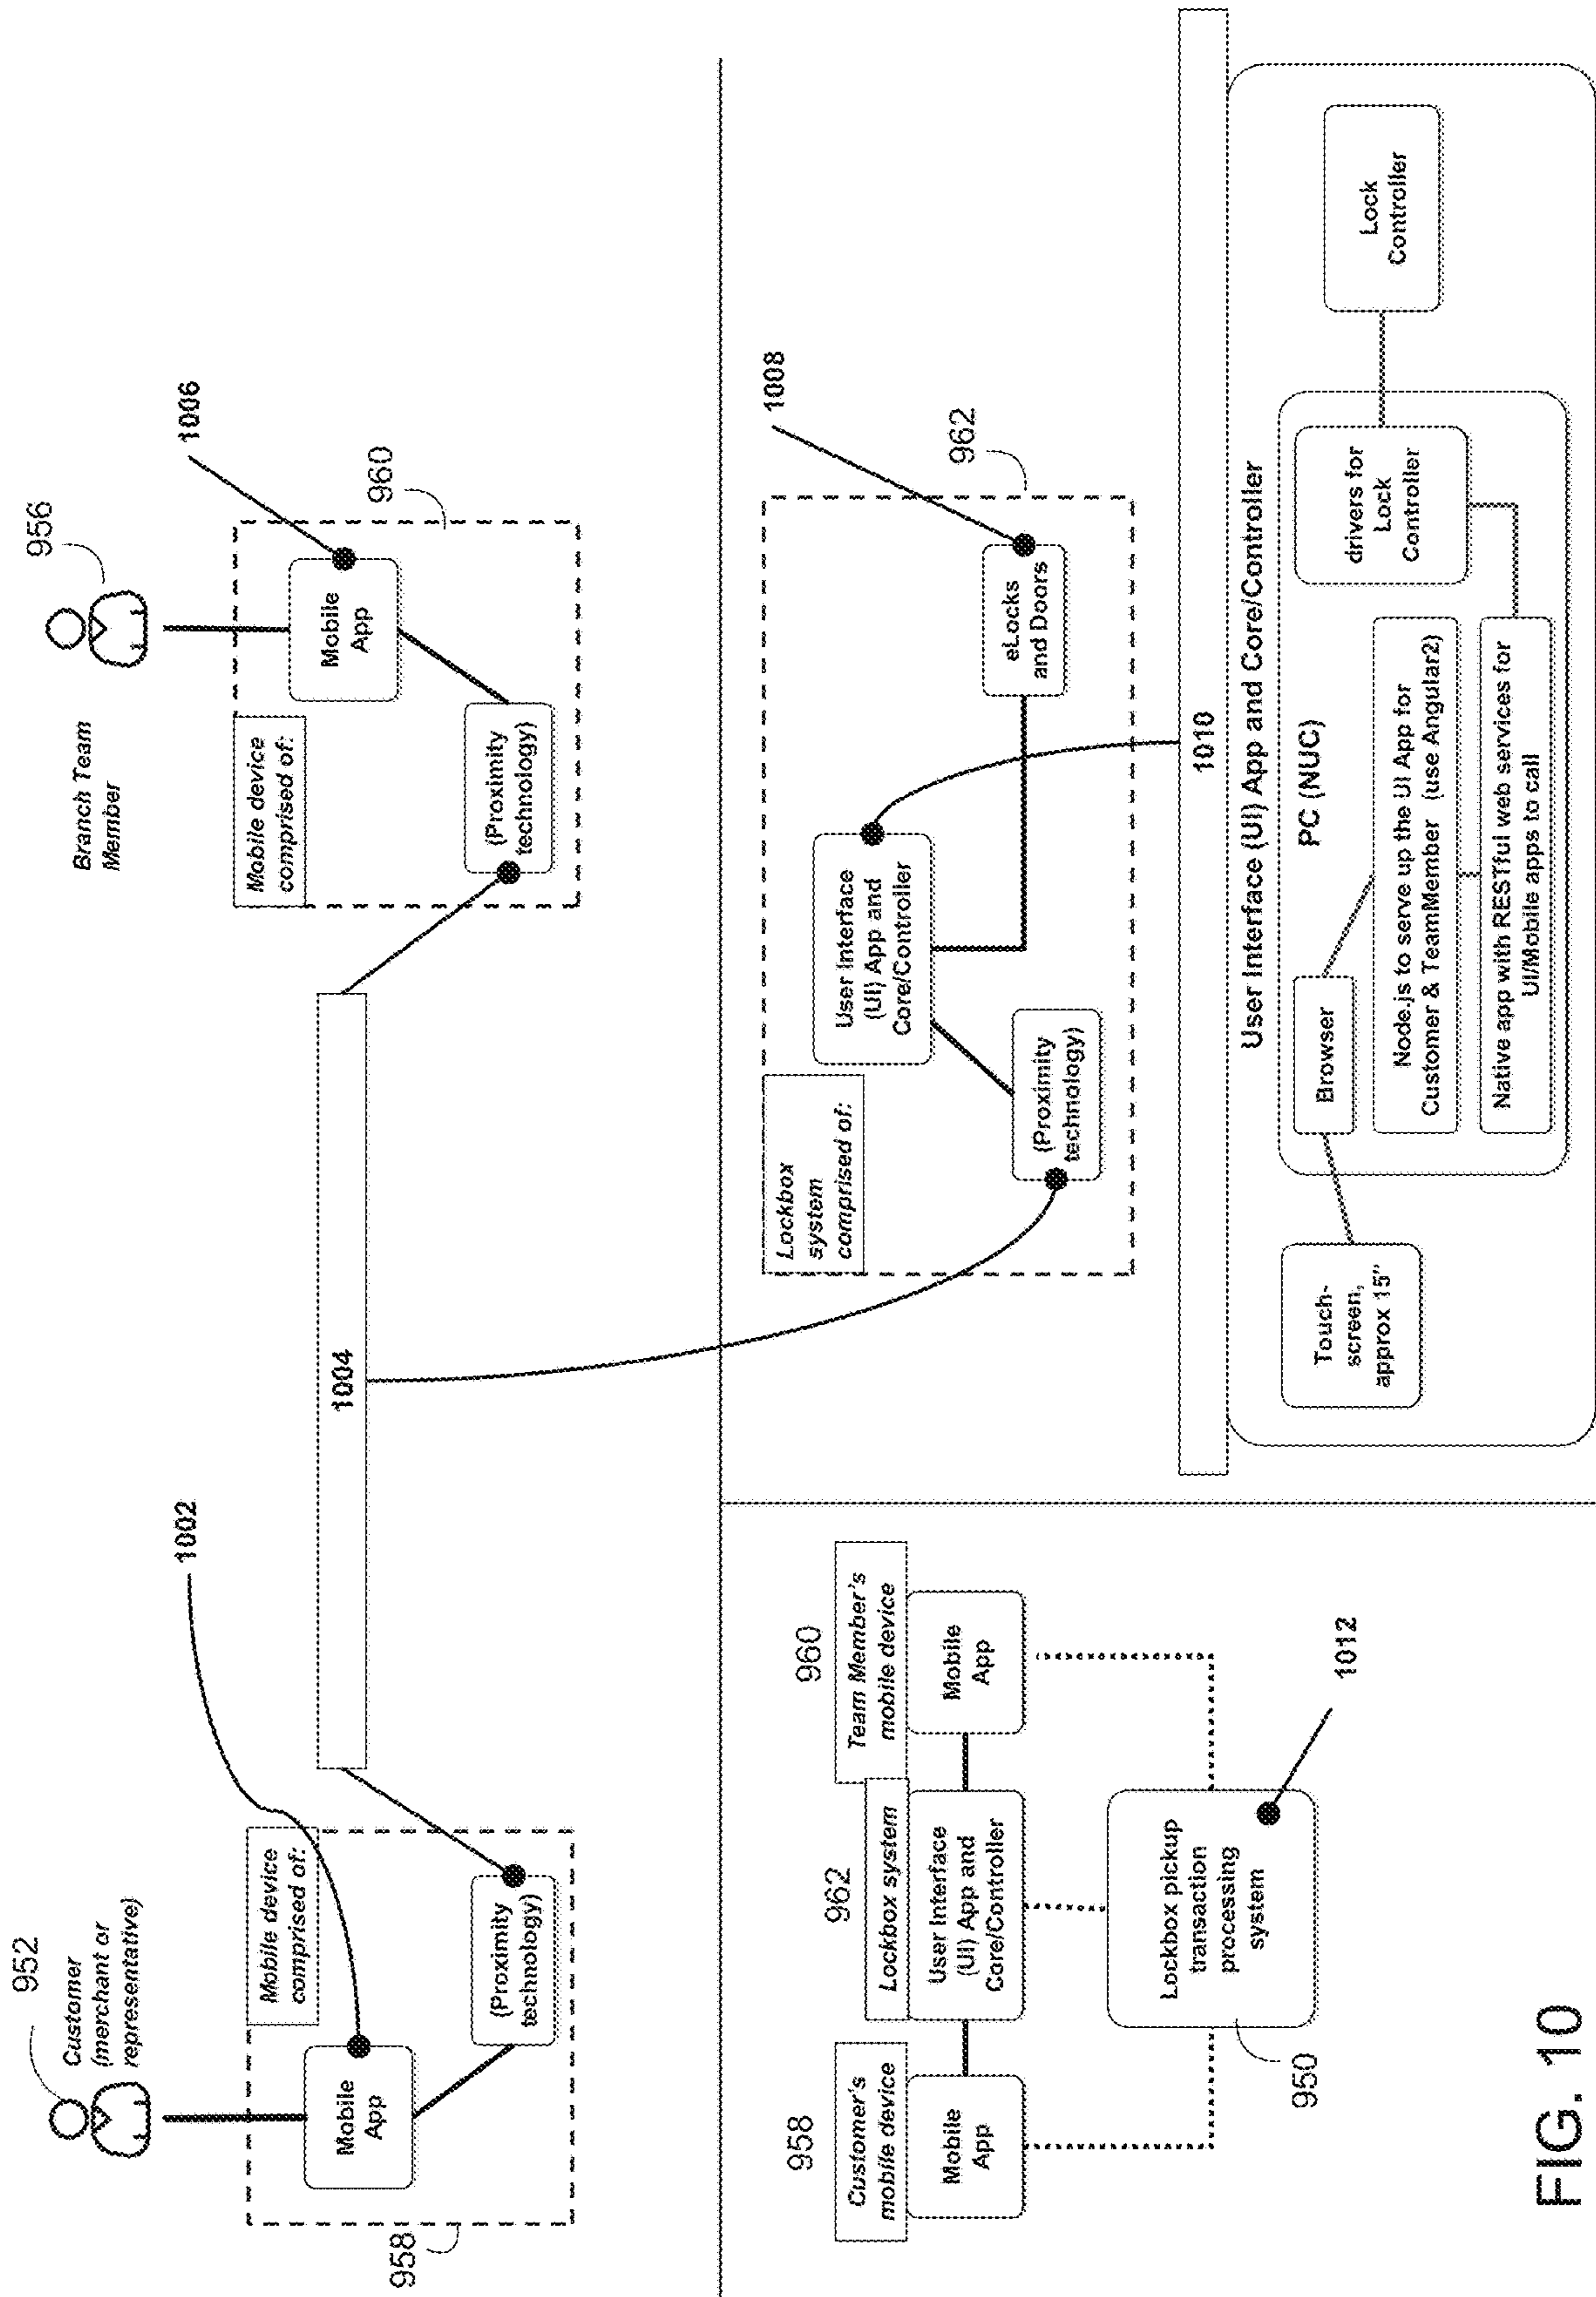 952
Customer
(merchant or
representative)
1002
Mobile device
comprised of:
Mobile
App
(Proximity
technology)
958
1004
956
Branch Team
Member
1006
960
Mobile device
comprised of:
Mobile
App
(Proximity
technology)
958
Customer's
mobile device
Mobile
App
962
Lockbox system
User Interface
(UI) App and
Core/Controller
960
Team Member's
mobile device
Mobile
App
Lockbox pickup
transaction
processing
system
950
1012
1008
962
Lockbox
system
comprised of:
User Interface
(UI) App and
Core/Controller
eLocks
and Doors
(Proximity
technology)
1010
User Interface (UI) App and Core/Controller
PC (NUC)
Touch-
screen,
approx 15"
Browser
Node.js to serve up the UI App for
Customer & TeamMember (use Angular2)
Native app with RESTful web services for
UI/Mobile apps to call
drivers for
Lock
Controller
Lock
Controller
FIG. 10